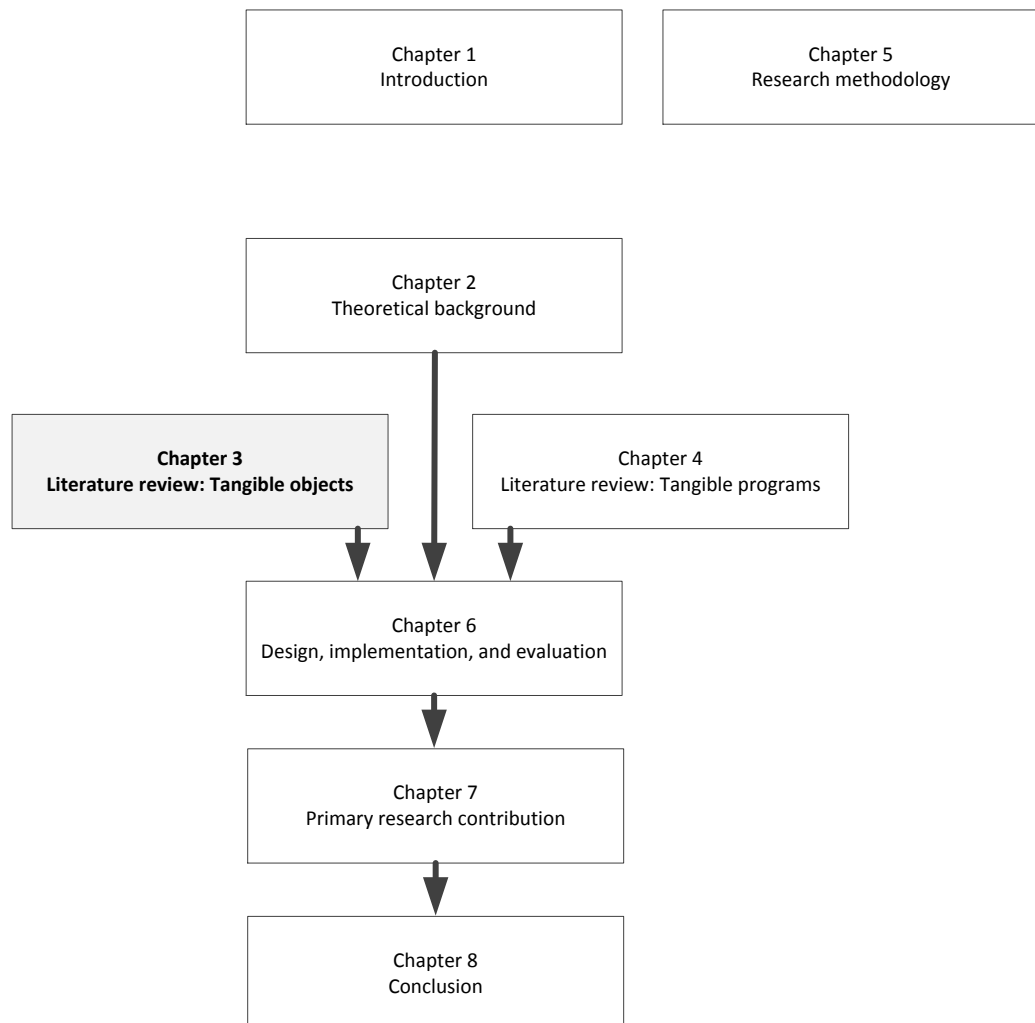 Chapter 1
Introduction
Chapter 5
Research methodology
Chapter 2
Theoretical background
Chapter 3
Literature review: Tangible objects
Chapter 4
Literature review: Tangible programs
Chapter 6
Design, implementation, and evaluation
Chapter 7
Primary research contribution
Chapter 8
Conclusion